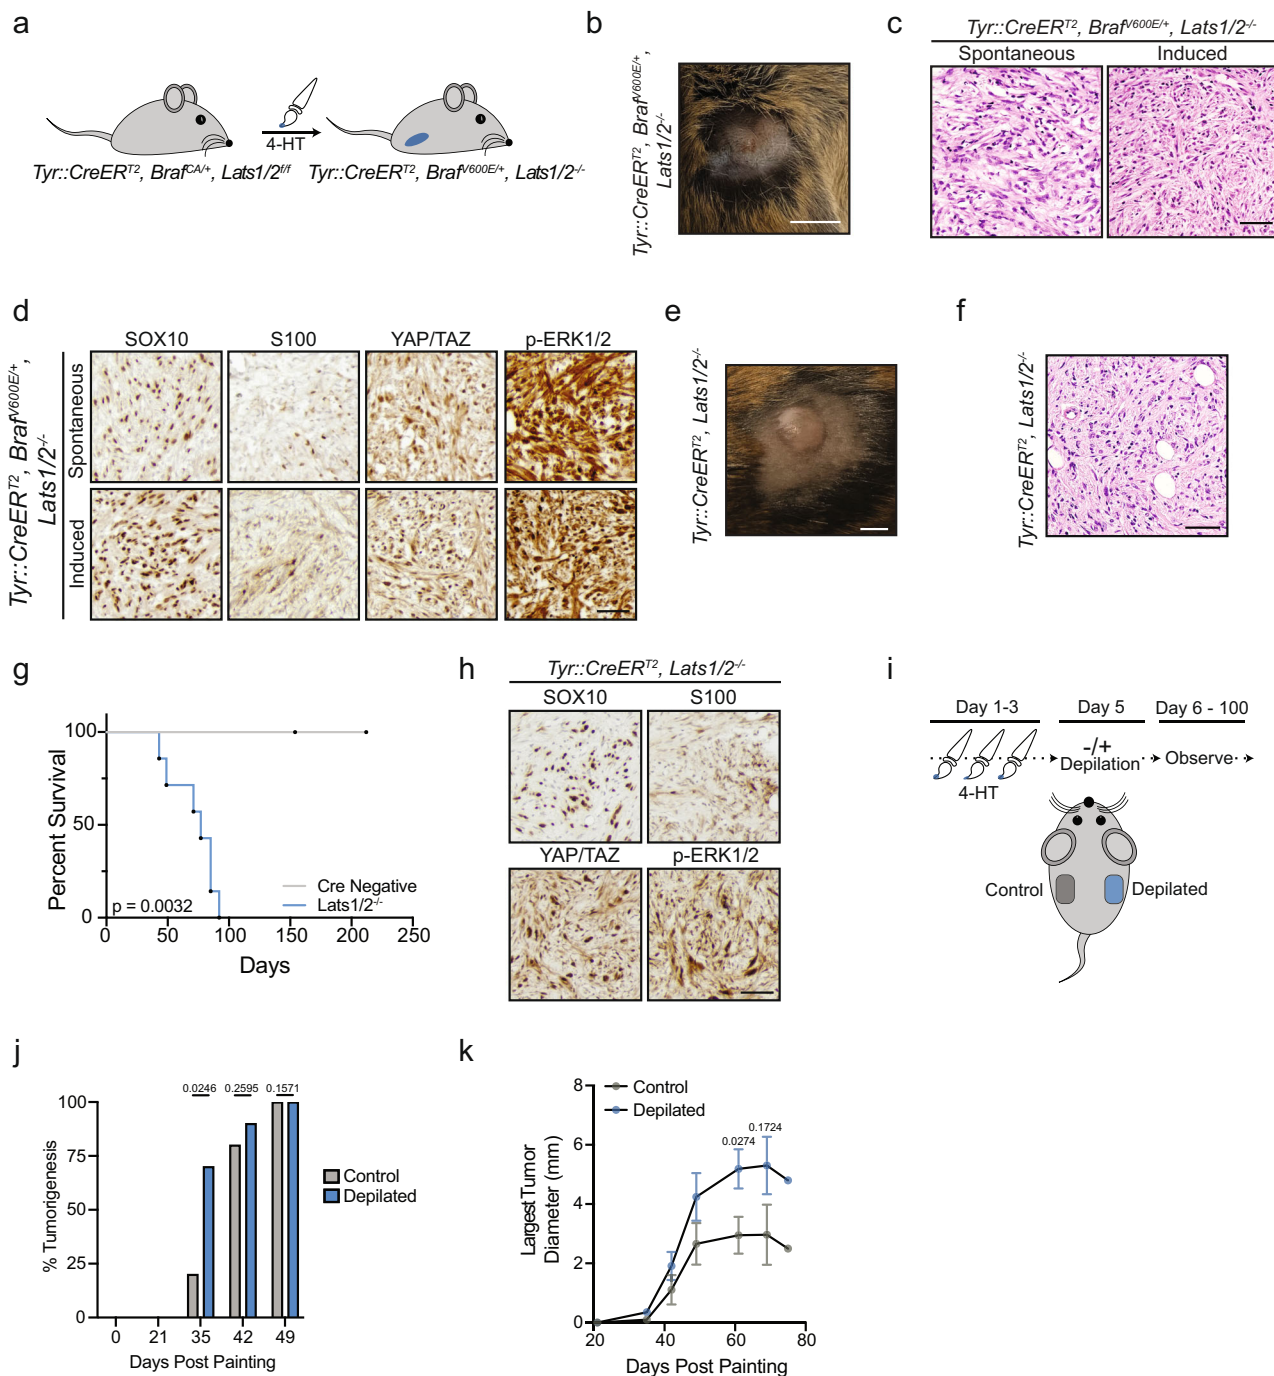 a
4-HT
Tyr::CreER^T2, Braf^CA/+, Lats1/2^f/f
Tyr::CreER^T2, Braf^V600E/+, Lats1/2^-/-
b
Tyr::CreER^T2, Braf^V600E/+,
Lats1/2^-/-
c
Tyr::CreER^T2, Braf^V600E/+, Lats1/2^-/-
Spontaneous
Induced
d
Tyr::CreER^T2, Braf^V600E/+,
Lats1/2^-/-
SOX10
S100
YAP/TAZ
p-ERK1/2
Spontaneous
Induced
e
Tyr::CreER^T2, Lats1/2^-/-
f
Tyr::CreER^T2, Lats1/2^-/-
g
Percent Survival
100
50
0
p = 0.0032
Cre Negative
Lats1/2^-/-
0
50
100
150
200
250
Days
h
Tyr::CreER^T2, Lats1/2^-/-
SOX10
S100
YAP/TAZ
p-ERK1/2
i
Day 1-3
Day 5
Day 6 - 100
4-HT
-/+
Depilation
Observe
Control
Depilated
j
0.0246
0.2595
0.1571
% Tumorigenesis
100
75
50
25
0
Control
Depilated
0
21
35
42
49
Days Post Painting
k
Largest Tumor
Diameter (mm)
8
6
4
2
0
Control
Depilated
0.0274
0.1724
20
40
60
80
Days Post Painting